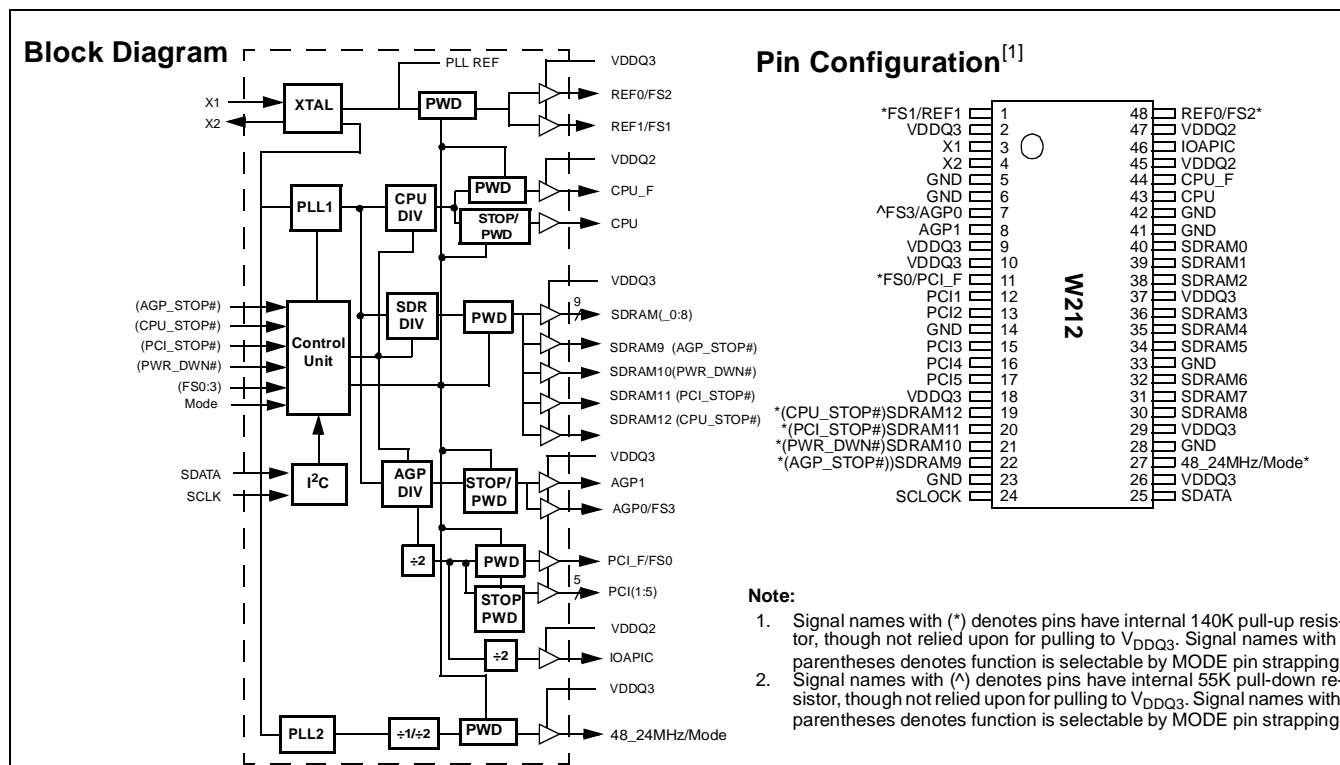 Block Diagram
PLL REF
VDDQ3
X1
X2
XTAL
PWD
REF0/FS2
REF1/FS1
VDDQ2
PLL1
CPU
DIV
PWD
CPU_F
STOP/
PWD
CPU
VDDQ3
(AGP_STOP#)
(CPU_STOP#)
(PCI_STOP#)
(PWR_DWN#)
(FS0:3)
Mode
Control
Unit
SDR
DIV
PWD
9
SDRAM(_0:8)
SDRAM9 (AGP_STOP#)
SDRAM10(PWR_DWN#)
SDRAM11 (PCI_STOP#)
SDRAM12 (CPU_STOP#)
SDATA
SCLK
I2C
VDDQ3
AGP
DIV
STOP/
PWD
AGP1
AGP0/FS3
÷2
PWD
PCI_F/FS0
STOP
PWD
5
PCI(1:5)
VDDQ2
÷2
IOAPIC
VDDQ3
PLL2
÷1/÷2
PWD
48_24MHz/Mode
Pin Configuration[1]
*FS1/REF1 1 48 REF0/FS2*
VDDQ3 2 47 VDDQ2
X1 3 46 IOAPIC
X2 4 45 VDDQ2
GND 5 44 CPU_F
GND 6 43 CPU
^FS3/AGP0 7 42 GND
AGP1 8 41 GND
VDDQ3 9 40 SDRAM0
VDDQ3 10 39 SDRAM1
*FS0/PCI_F 11 38 SDRAM2
PCI1 12 37 VDDQ3
PCI2 13 36 SDRAM3
GND 14 35 SDRAM4
PCI3 15 34 SDRAM5
PCI4 16 33 GND
PCI5 17 32 SDRAM6
VDDQ3 18 31 SDRAM7
*(CPU_STOP#)SDRAM12 19 30 SDRAM8
*(PCI_STOP#)SDRAM11 20 29 VDDQ3
*(PWR_DWN#)SDRAM10 21 28 GND
*(AGP_STOP#))SDRAM9 22 27 48_24MHz/Mode*
GND 23 26 VDDQ3
SCLOCK 24 25 SDATA
W212
Note:
1. Signal names with (*) denotes pins have internal 140K pull-up resis-
tor, though not relied upon for pulling to VDDQ3. Signal names with
parentheses denotes function is selectable by MODE pin strapping
2. Signal names with (^) denotes pins have internal 55K pull-down re-
sistor, though not relied upon for pulling to VDDQ3. Signal names with
parentheses denotes function is selectable by MODE pin strapping